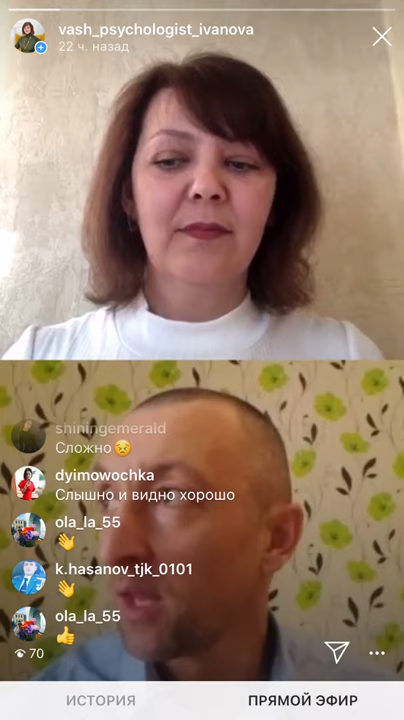 vash_psychologist_ivanova
22 ч. назад
shiningemerald
Сложно😣
dyimowochka
Слышно и видно хорошо
ola_la_55
👋
k.hasanov_tjk_0101
👋
ola_la_55
👍
70
ИСТОРИЯ
ПРЯМОЙ ЭФИР